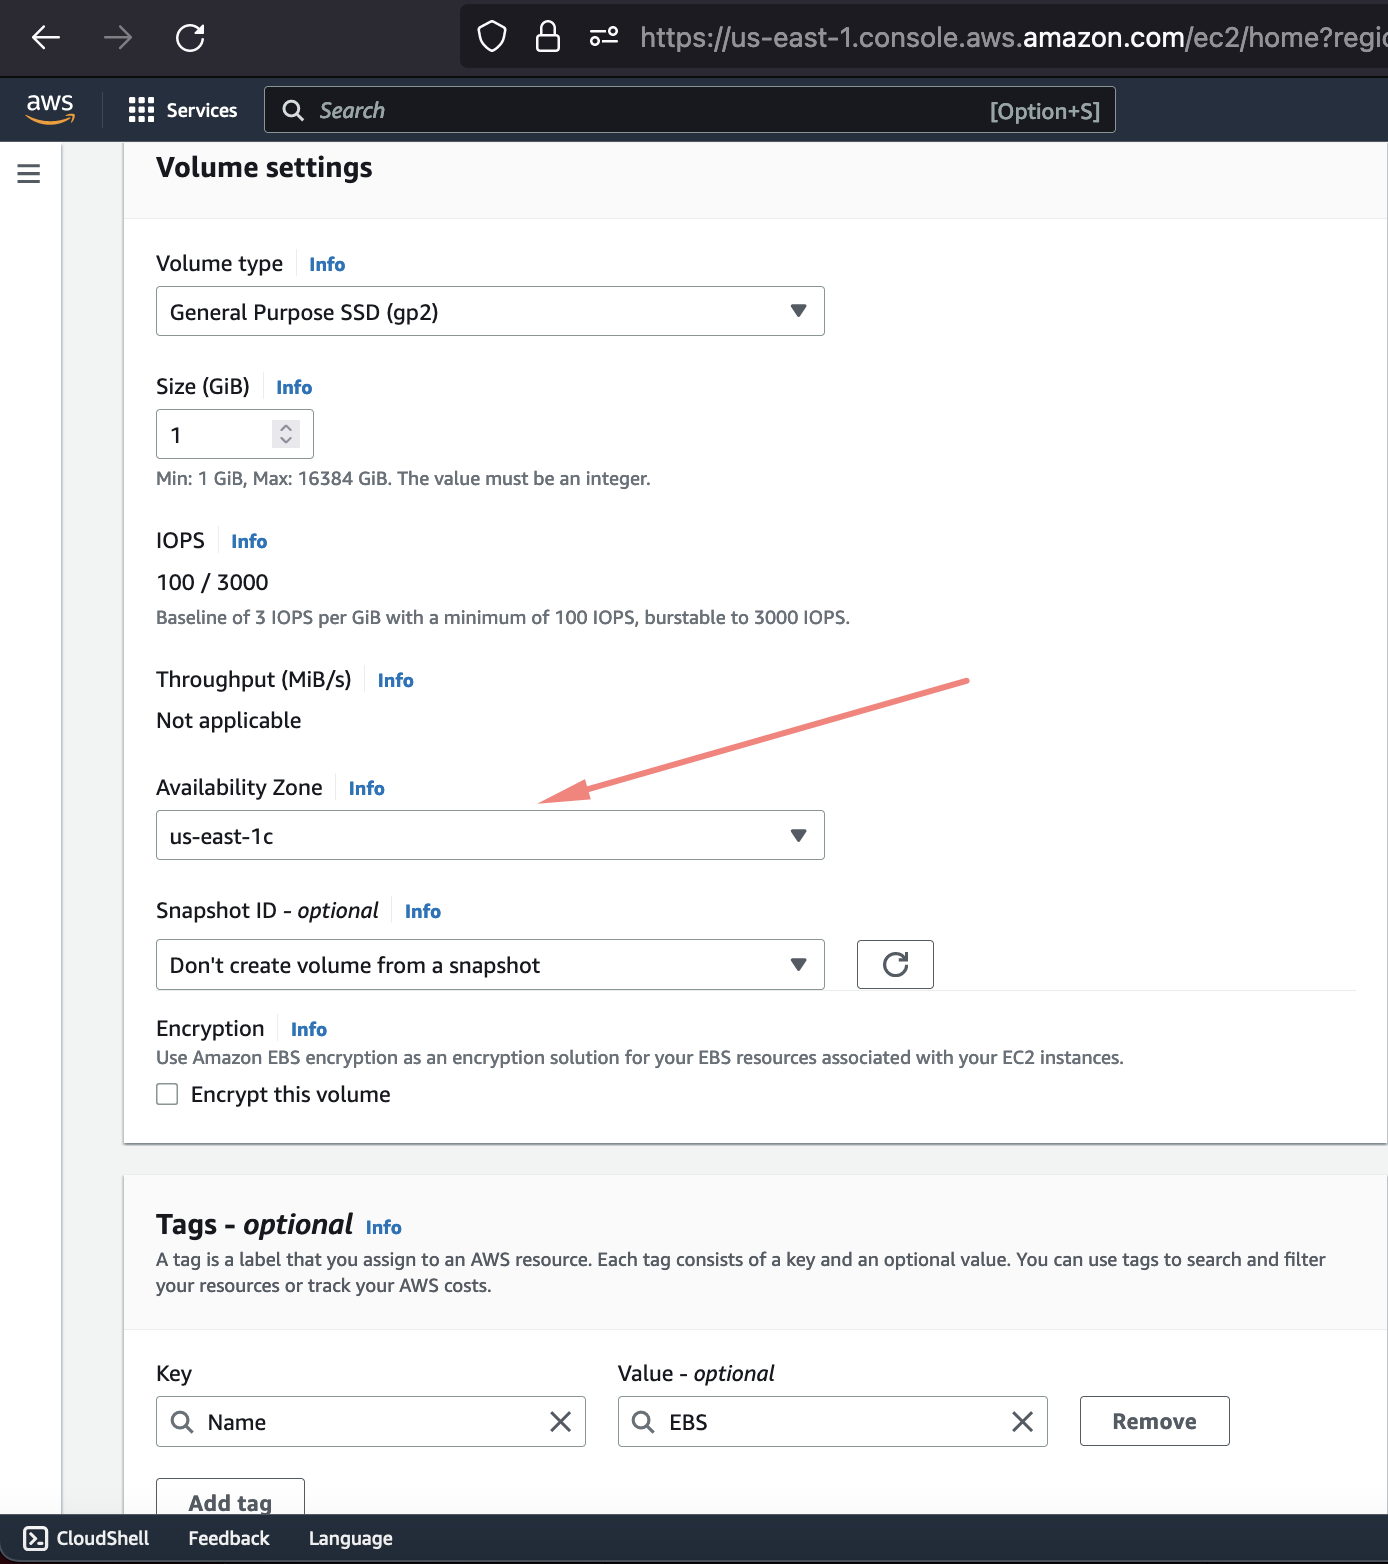 https://us-east-1.console.aws.amazon.com/ec2/home?regi
aws
Services
Search
[Option+S]
Volume settings
Volume type
Info
General Purpose SSD (gp2)
Size (GiB)
Info
1
Min: 1 GiB, Max: 16384 GiB. The value must be an integer.
IOPS
Info
100 / 3000
Baseline of 3 IOPS per GiB with a minimum of 100 IOPS, burstable to 3000 IOPS.
Throughput (MiB/s)
Info
Not applicable
Availability Zone
Info
us-east-1c
Snapshot ID - optional
Info
Don't create volume from a snapshot
Encryption
Info
Use Amazon EBS encryption as an encryption solution for your EBS resources associated with your EC2 instances.
Encrypt this volume
Tags - optional
Info
A tag is a label that you assign to an AWS resource. Each tag consists of a key and an optional value. You can use tags to search and filter
your resources or track your AWS costs.
Key
Value - optional
Name
EBS
Remove
Add tag
CloudShell
Feedback
Language